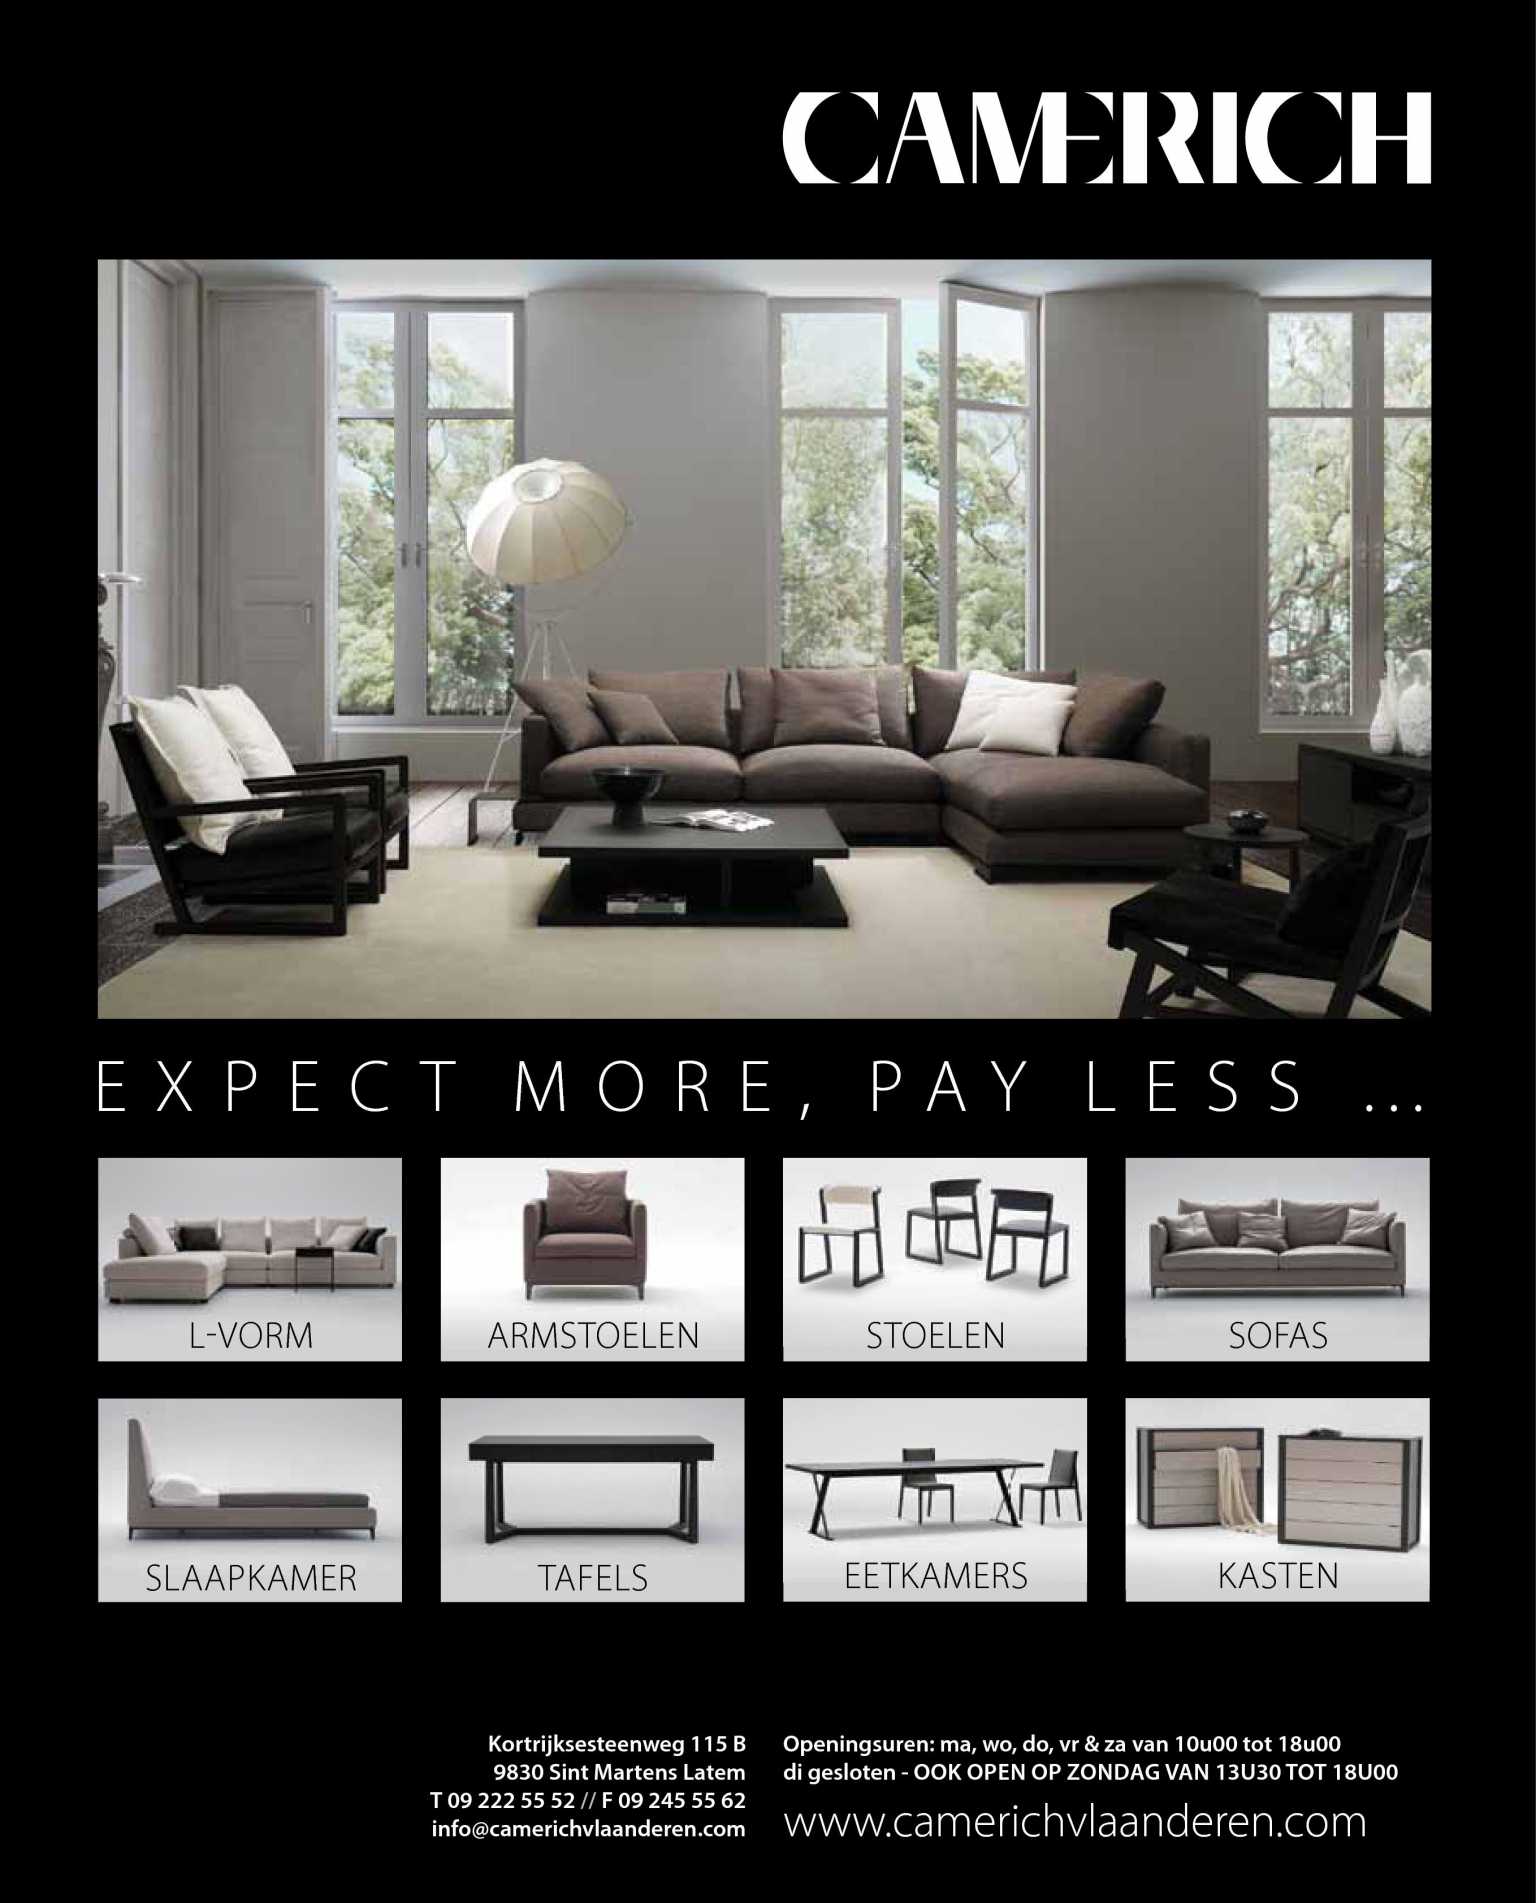 CAMERICH
EXPECT MORE, PAY LESS ...
L-VORM
ARMSTOELEN
STOELEN
SOFAS
SLAAPKAMER
TAFELS
EETKAMERS
KASTEN
Kortrijksesteenweg 115 B
9830 Sint Martens Latem
T 09 222 55 52 // F 09 245 55 62
info@camerichvlaanderen.com
Openingsuren: ma, wo, do, vr & za van 10u00 tot 18u00
di gesloten - OOK OPEN OP ZONDAG VAN 13U30 TOT 18U00
www.camerichvlaanderen.com